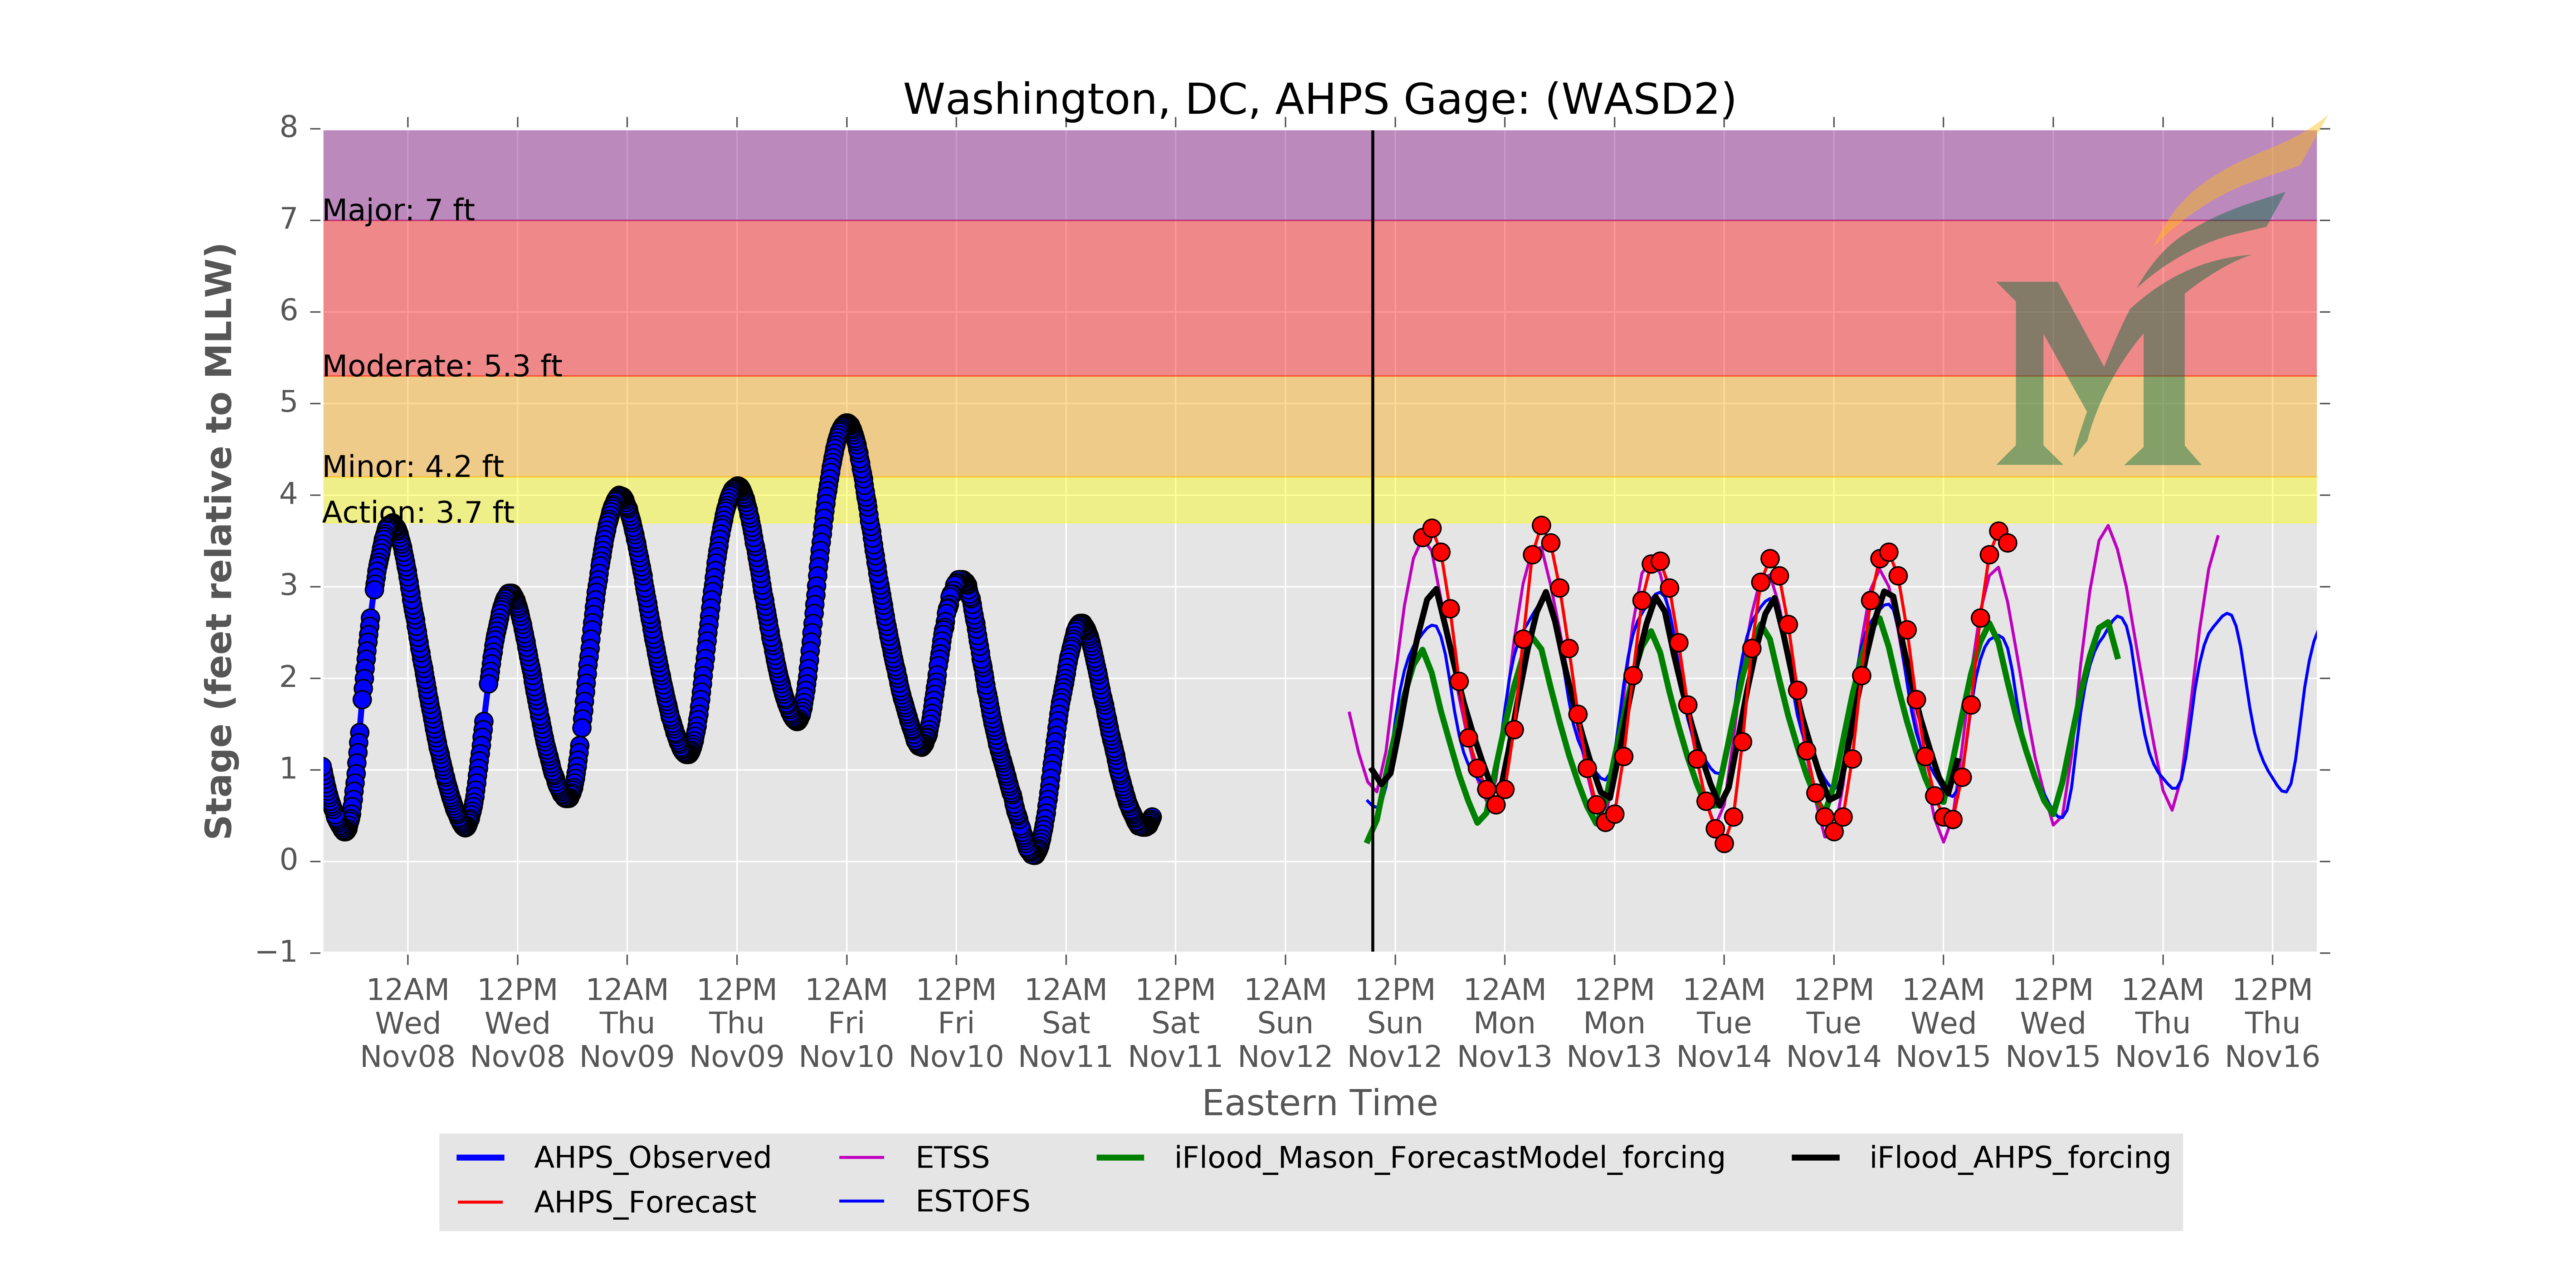 Washington, DC, AHPS Gage: (WASD2)
Stage (feet relative to MLLW)
8
7
6
5
4
3
2
1
0
−1
Major: 7 ft
Moderate: 5.3 ft
Minor: 4.2 ft
Action: 3.7 ft
12AM 12PM 12AM 12PM 12AM 12PM 12AM 12PM 12AM 12PM 12AM 12PM 12AM 12PM 12AM 12PM 12AM 12PM
Wed Wed Thu Thu Fri Fri Sat Sat Sun Sun Mon Mon Tue Tue Wed Wed Thu Thu
Nov08 Nov08 Nov09 Nov09 Nov10 Nov10 Nov11 Nov11 Nov12 Nov12 Nov13 Nov13 Nov14 Nov14 Nov15 Nov15 Nov16 Nov16
Eastern Time
AHPS_Observed ETSS iFlood_Mason_ForecastModel_forcing iFlood_AHPS_forcing
AHPS_Forecast ESTOFS
M